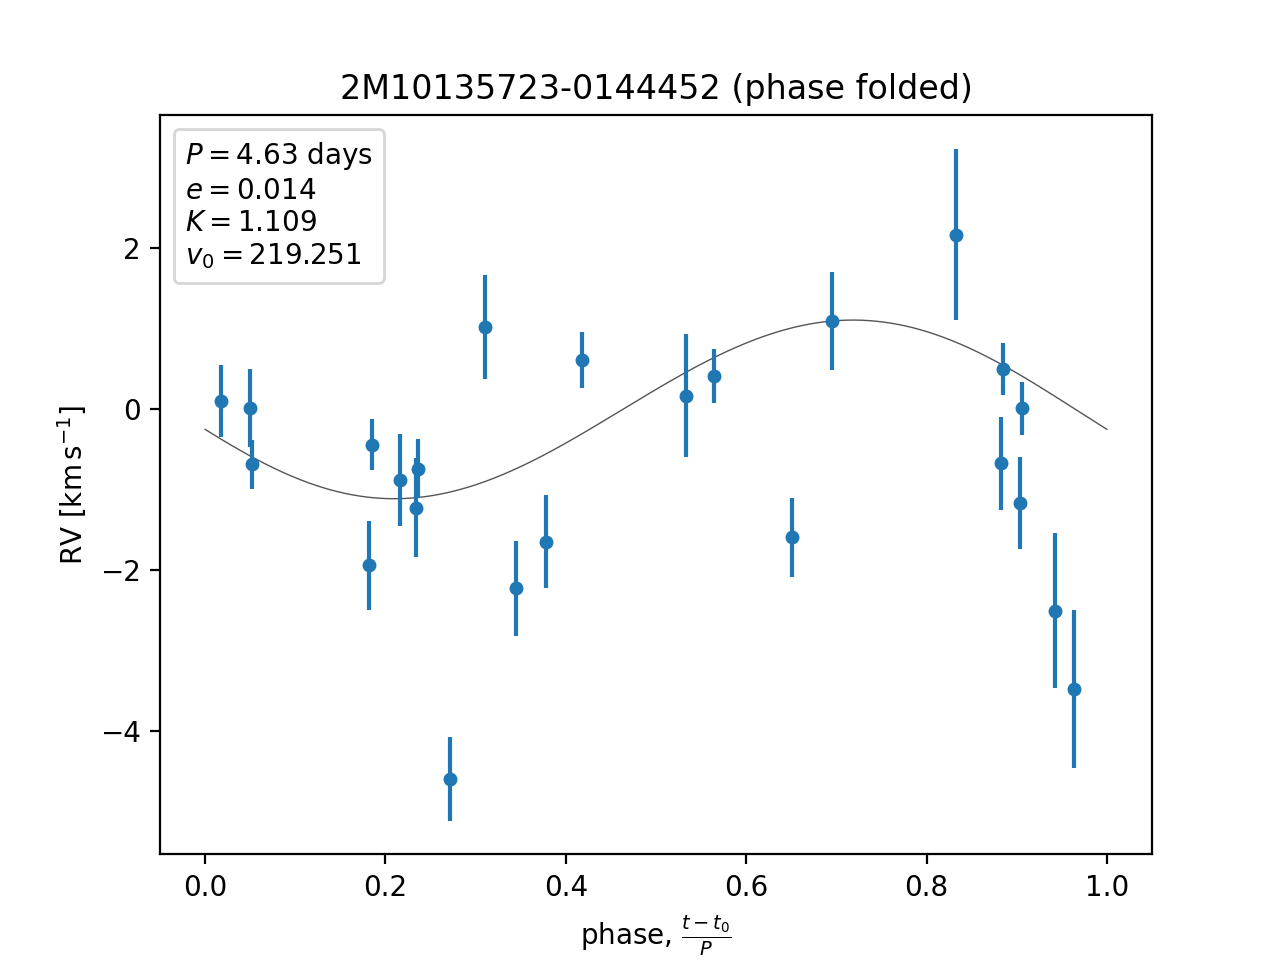 2M10135723-0144452 (phase folded)
P = 4.63 days
e = 0.014
K = 1.109
v₀ = 219.251
2
0
−2
−4
RV [km s⁻¹]
0.0 0.2 0.4 0.6 0.8 1.0
phase, (t − t₀)/P